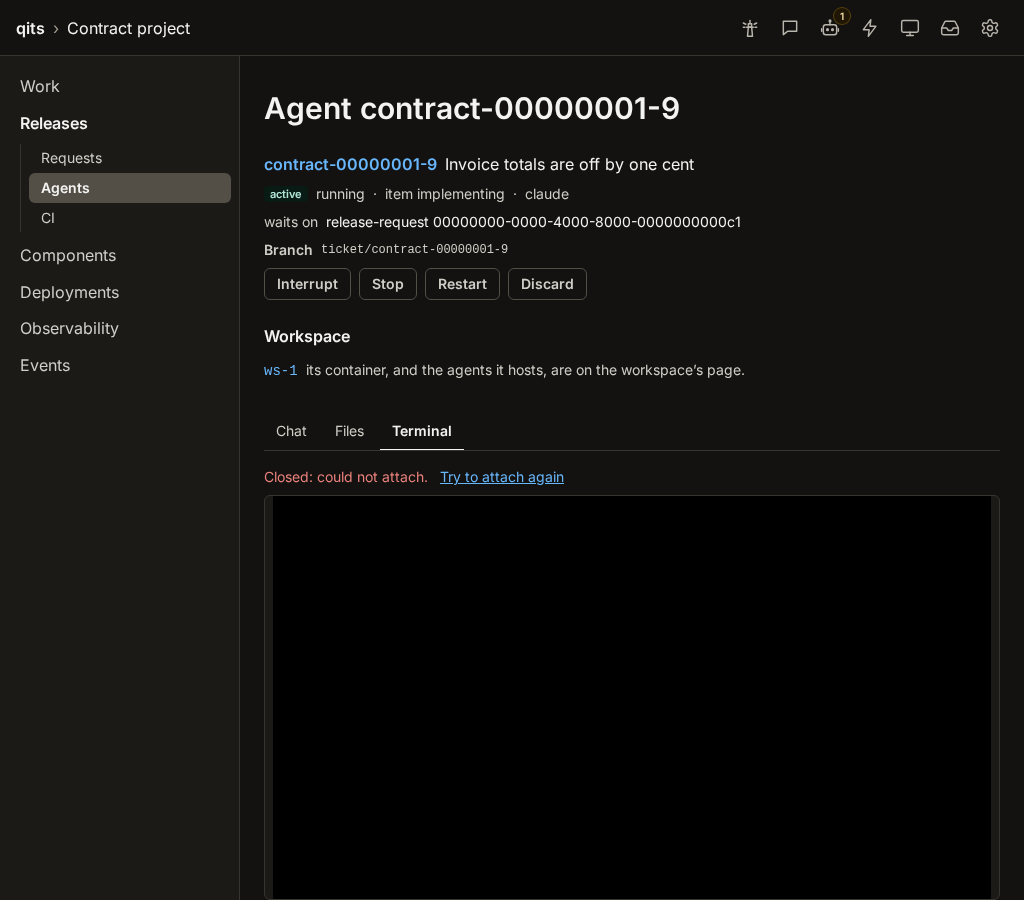 qits › Contract project
1
Work
Releases
Requests
Agents
CI
Components
Deployments
Observability
Events
Agent contract-00000001-9
contract-00000001-9 Invoice totals are off by one cent
active running · item implementing · claude
waits on release-request 00000000-0000-4000-8000-0000000000c1
Branch ticket/contract-00000001-9
Interrupt Stop Restart Discard
Workspace
ws-1 its container, and the agents it hosts, are on the workspace’s page.
Chat Files Terminal
Closed: could not attach. Try to attach again